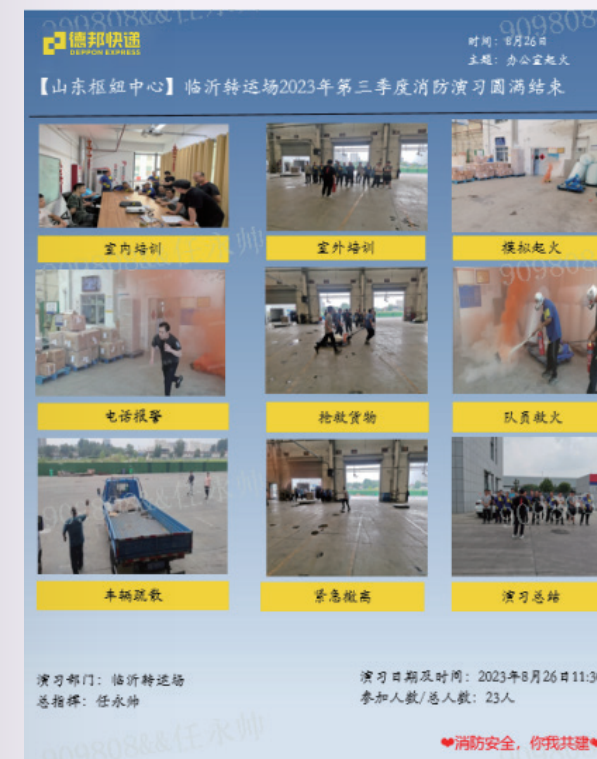 德邦快递
DEPPON EXPRESS
时间：8月26日
主题：办公室起火
【山东枢纽中心】临沂转运场2023年第三季度消防演习圆满结束
室内培训
室外培训
模拟起火
电话报警
抢救货物
队员救火
车辆疏散
紧急撤离
演习总结
演习部门：临沂转运场
总指挥：任永帅
演习日期及时间：2023年8月26日11:30
参加人数/总人数：23人
❤消防安全，你我共建❤
909808&&任永帅